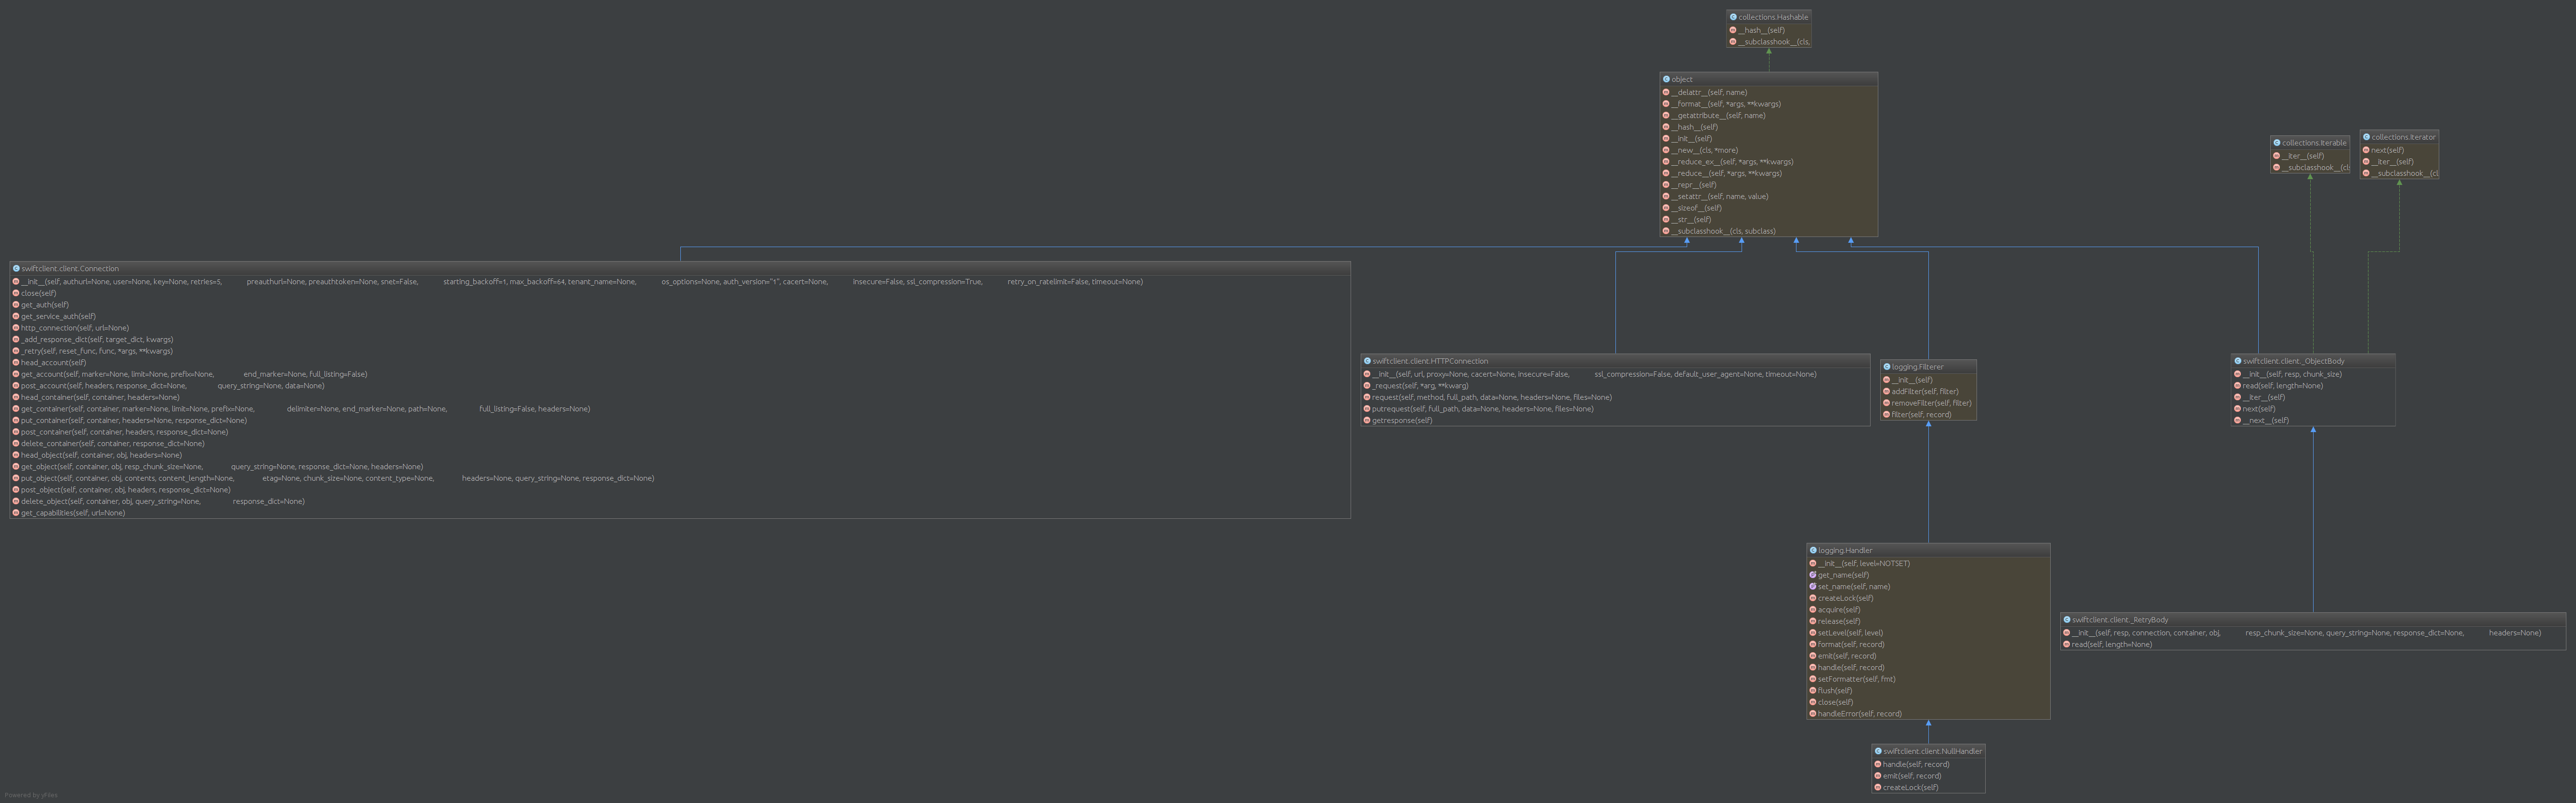 collections.Hashable
__hash__(self)
__subclasshook__(cls,
object
__delattr__(self, name)
__format__(self, *args, **kwargs)
__getattribute__(self, name)
__hash__(self)
__init__(self)
__new__(cls, *more)
__reduce_ex__(self, *args, **kwargs)
__reduce__(self, *args, **kwargs)
__repr__(self)
__setattr__(self, name, value)
__sizeof__(self)
__str__(self)
__subclasshook__(cls, subclass)
collections.Iterable
__iter__(self)
__subclasshook__(cl
collections.Iterator
next(self)
__iter__(self)
__subclasshook__(cl
swiftclient.client.Connection
__init__(self, authurl=None, user=None, key=None, retries=5, preauthurl=None, preauthtoken=None, snet=False, starting_backoff=1, max_backoff=64, tenant_name=None, os_options=None, auth_version="1", cacert=None, insecure=False, ssl_compression=True, retry_on_ratelimit=False, timeout=None)
close(self)
get_auth(self)
get_service_auth(self)
http_connection(self, url=None)
_add_response_dict(self, target_dict, kwargs)
_retry(self, reset_func, func, *args, **kwargs)
head_account(self)
get_account(self, marker=None, limit=None, prefix=None, end_marker=None, full_listing=False)
post_account(self, headers, response_dict=None, query_string=None, data=None)
head_container(self, container, headers=None)
get_container(self, container, marker=None, limit=None, prefix=None, delimiter=None, end_marker=None, path=None, full_listing=False, headers=None)
put_container(self, container, headers=None, response_dict=None)
post_container(self, container, headers, response_dict=None)
delete_container(self, container, response_dict=None)
head_object(self, container, obj, headers=None)
get_object(self, container, obj, resp_chunk_size=None, query_string=None, response_dict=None, headers=None)
put_object(self, container, obj, contents, content_length=None, etag=None, chunk_size=None, content_type=None, headers=None, query_string=None, response_dict=None)
post_object(self, container, obj, headers, response_dict=None)
delete_object(self, container, obj, query_string=None, response_dict=None)
get_capabilities(self, url=None)
swiftclient.client.HTTPConnection
__init__(self, url, proxy=None, cacert=None, insecure=False, ssl_compression=False, default_user_agent=None, timeout=None)
_request(self, *arg, **kwarg)
request(self, method, full_path, data=None, headers=None, files=None)
putrequest(self, full_path, data=None, headers=None, files=None)
getresponse(self)
logging.Filterer
__init__(self)
addFilter(self, filter)
removeFilter(self, filter)
filter(self, record)
swiftclient.client._ObjectBody
__init__(self, resp, chunk_size)
read(self, length=None)
__iter__(self)
next(self)
__next__(self)
logging.Handler
__init__(self, level=NOTSET)
get_name(self)
set_name(self, name)
createLock(self)
acquire(self)
release(self)
setLevel(self, level)
format(self, record)
emit(self, record)
handle(self, record)
setFormatter(self, fmt)
flush(self)
close(self)
handleError(self, record)
swiftclient.client._RetryBody
__init__(self, resp, connection, container, obj, resp_chunk_size=None, query_string=None, response_dict=None, headers=None)
read(self, length=None)
swiftclient.client.NullHandler
handle(self, record)
emit(self, record)
createLock(self)
Powered by yFiles